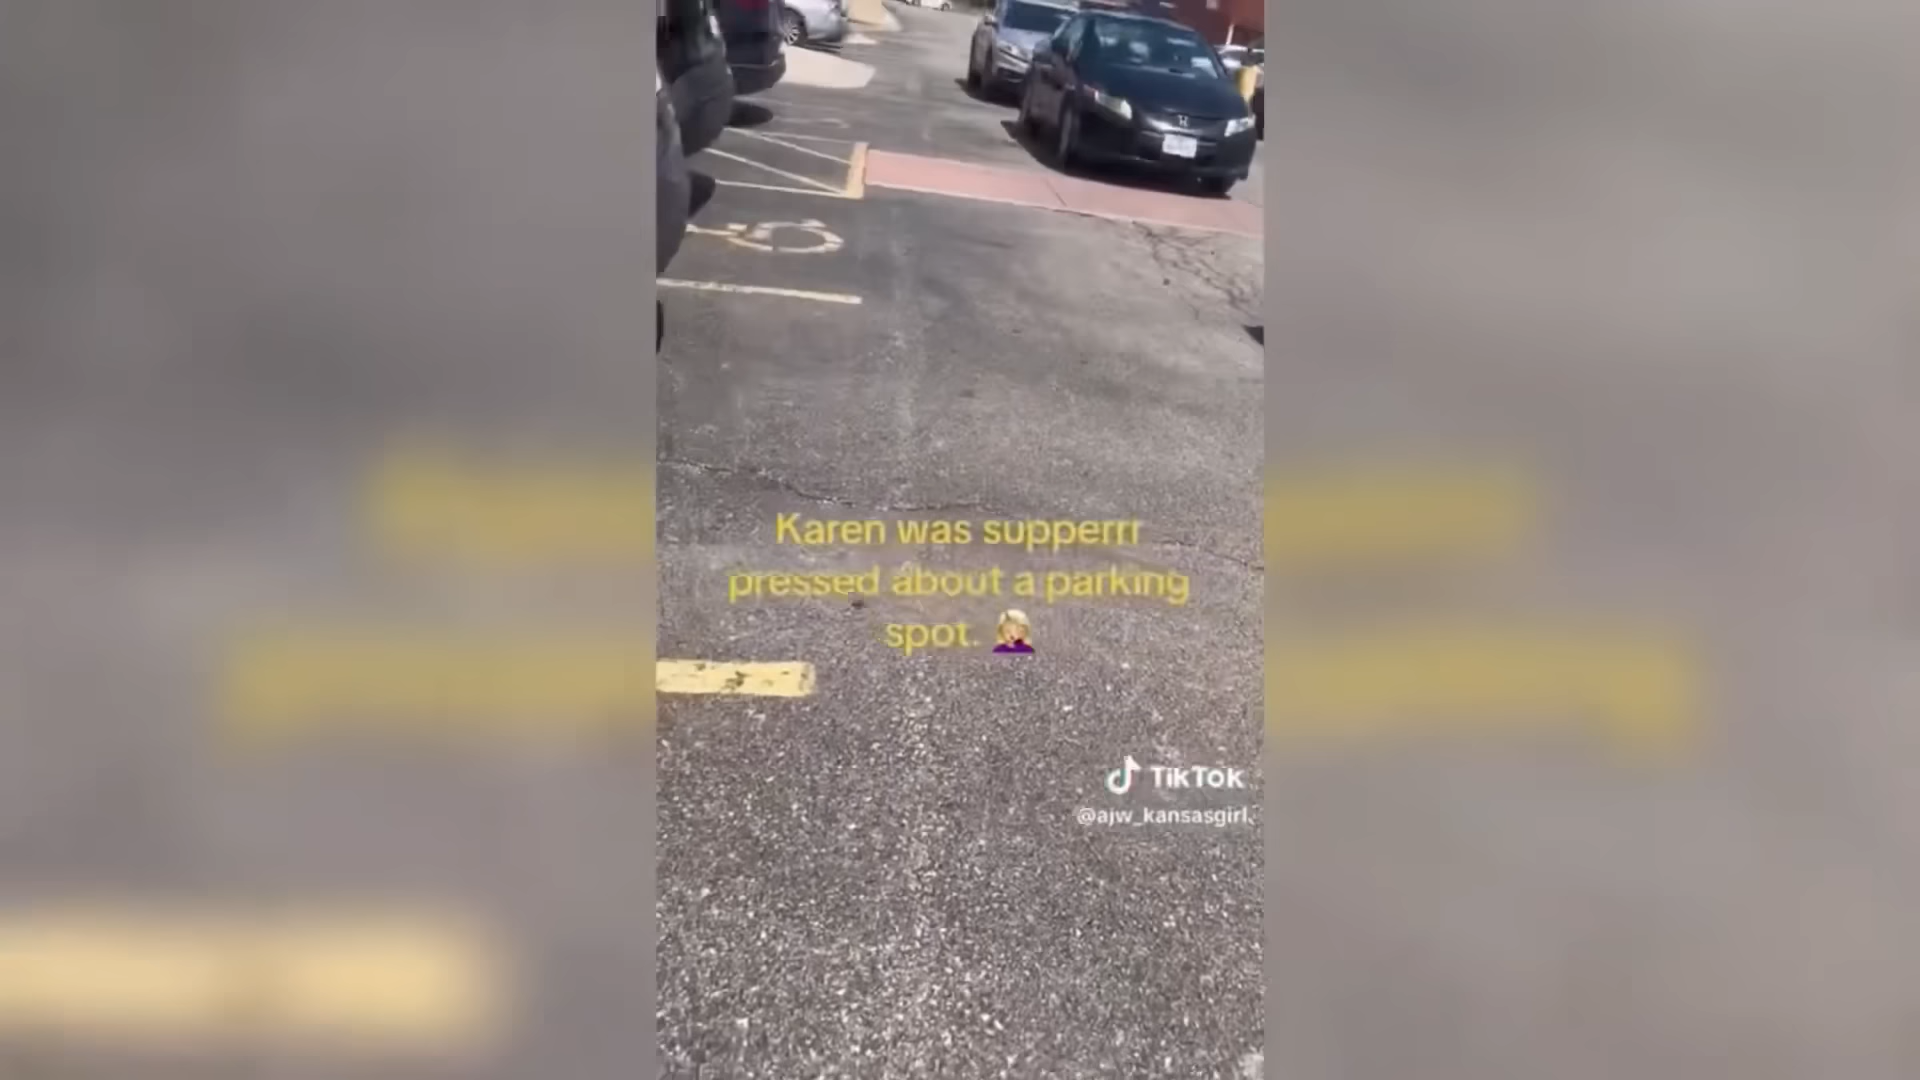 Karen was supperrr
pressed about a parking
spot. 🤦🏼‍♀️
TikTok
@ajw_kansasgirl